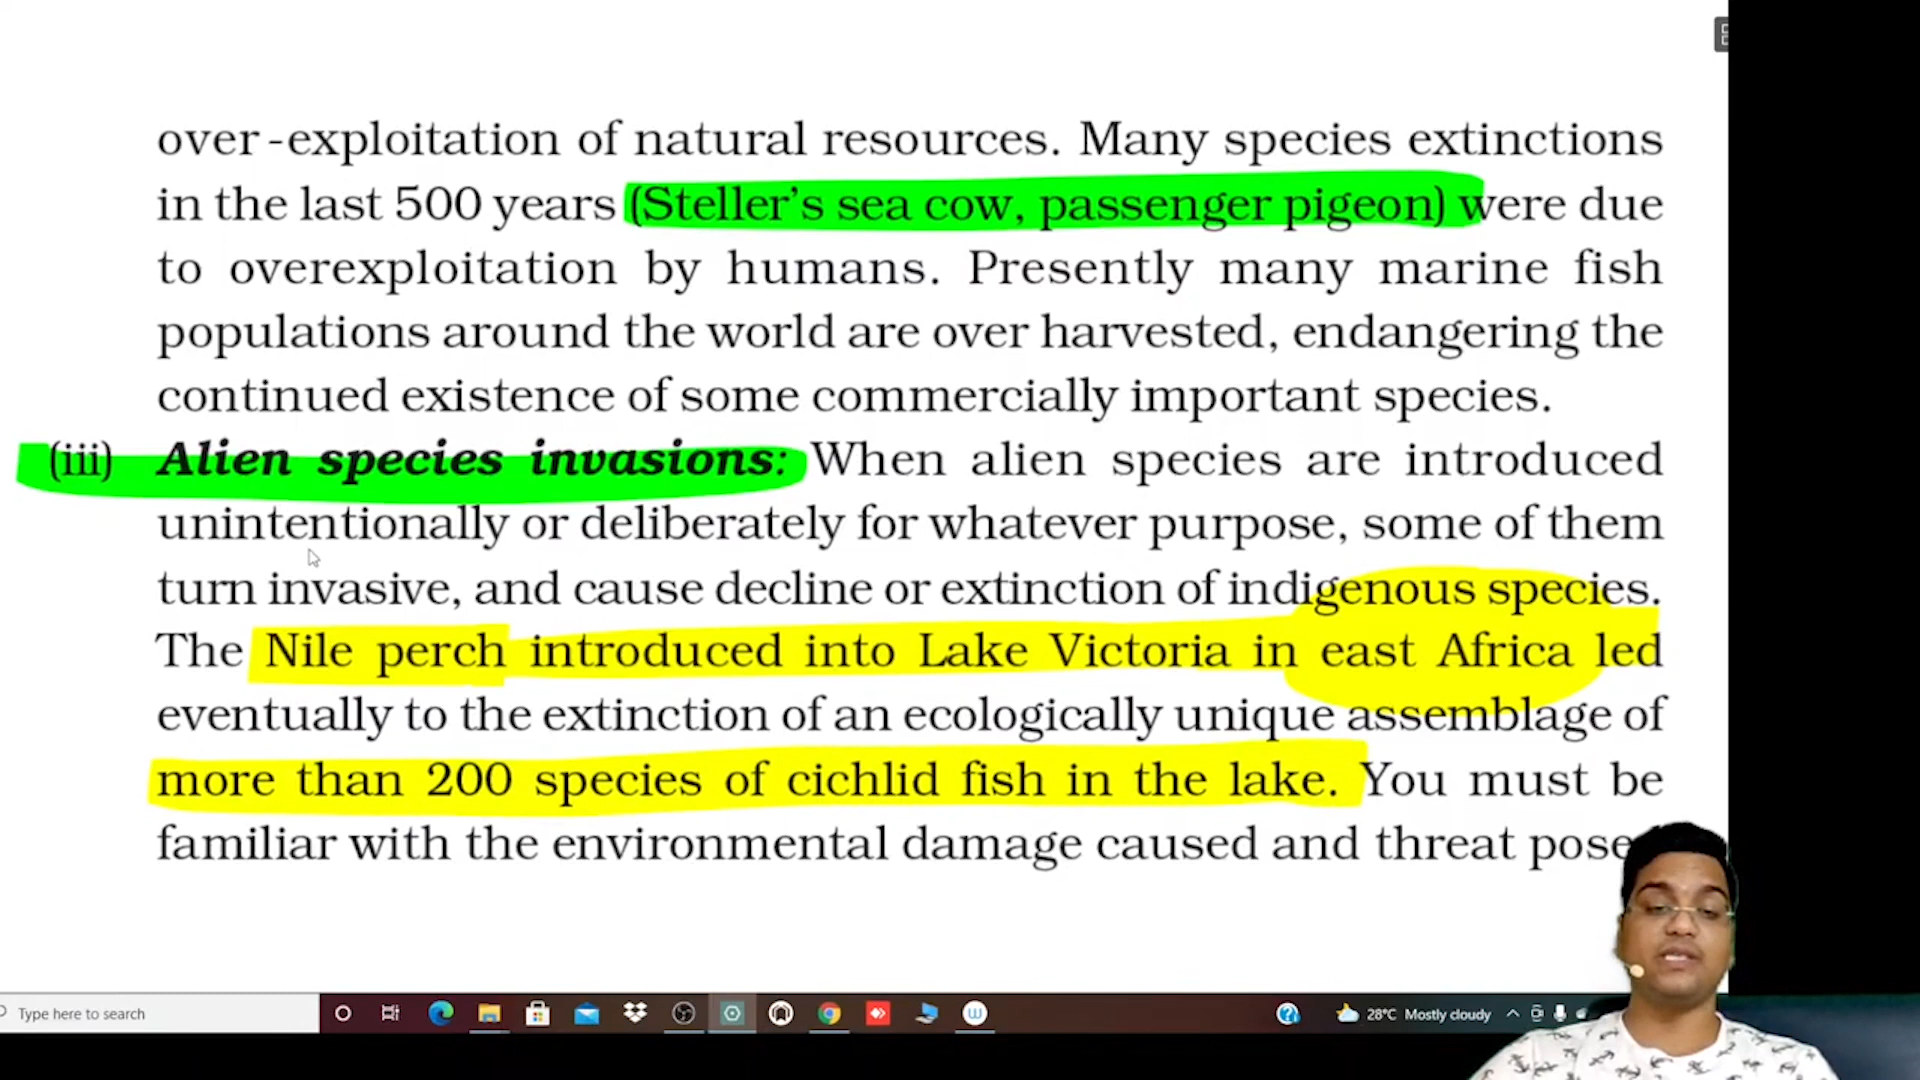 over-exploitation of natural resources. Many species extinctions
in the last 500 years (Steller's sea cow, passenger pigeon) were due
to overexploitation by humans. Presently many marine fish
populations around the world are over harvested, endangering the
continued existence of some commercially important species.
(iii) Alien species invasions: When alien species are introduced
unintentionally or deliberately for whatever purpose, some of them
turn invasive, and cause decline or extinction of indigenous species.
The Nile perch introduced into Lake Victoria in east Africa led
eventually to the extinction of an ecologically unique assemblage of
more than 200 species of cichlid fish in the lake. You must be
familiar with the environmental damage caused and threat pose
Type here to search
28°C Mostly cloudy